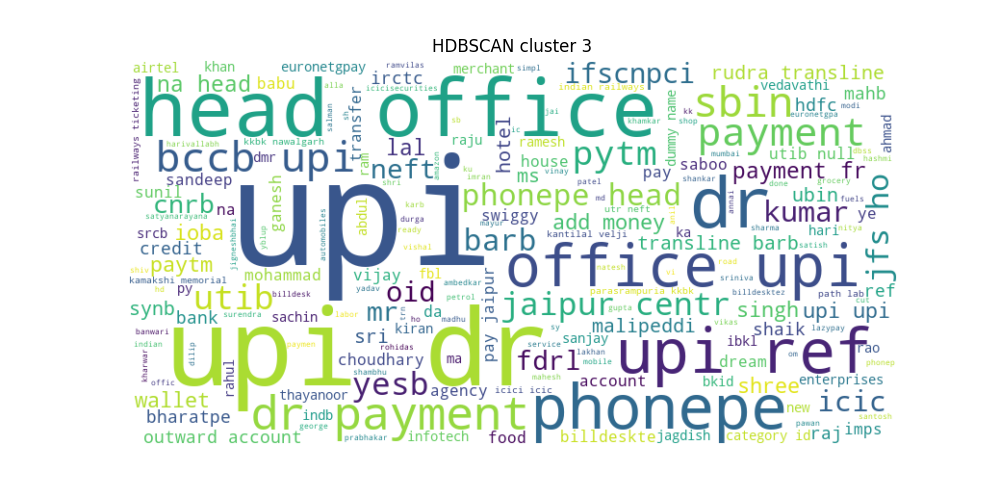 HDBSCAN cluster 3
airtel khan euronetgpay merchant simpl ramvilas icicisecurities
na head babu irctc ifscnpci rudra transline
indian railways vedavathi
head office sbin hdfc mahb
euronetgpa
railways ticketing alla salman sh transfer sb jai kk shop modi
harivallabh kkbk nawalgarh raju ic ramesh khamkar dummy name payment ahmad
bccb upi dmr lal hotel pytm mumbai utib null dbss hashmi
sandeep ram neft amazon ku imran house vinay pay saboo payment fr
sunil shri ms patel shankar done grocery
cnrb na ganesh abdul karb phonepe head md dr annai ubin fuels
satyanarayana upi durga swiggy add money utr neft anil kumar ye jfs ho
srcb ioba jigneshbhai yblup automobiles ready mayur kantilal velji ka sharma hari nitya
credit vishal barb transline barb satish
shiv paytm mohammad vijay fbl office upi matesh vi road sriniva
kamakshi memorial hd yadav ambedkar parasrampuria kkbk path lab ref
py utib billdesk oid petrol pay jaipur jaipur centr billdesktez cut
synb labor trn mr da gupta singh upi upi
bank surendra sachin ho madhu malipeddi vikas shaik lazypay
banwari upi dr sri kiran service sy sanjay ibkl upi ref rao
indian paymen rohidas lakhan om phonep
kharwar dilip choudhary ma fdrl mobile dream
offic rahul shambhu yesb mahesh account bkid shree enterprises
wallet thayanoor agency icici icic phonepe new icic
bharatpe indb dr payment pawan santosh
george
outward account prabhakar infotech food billdeskte jagdish category id raj imps